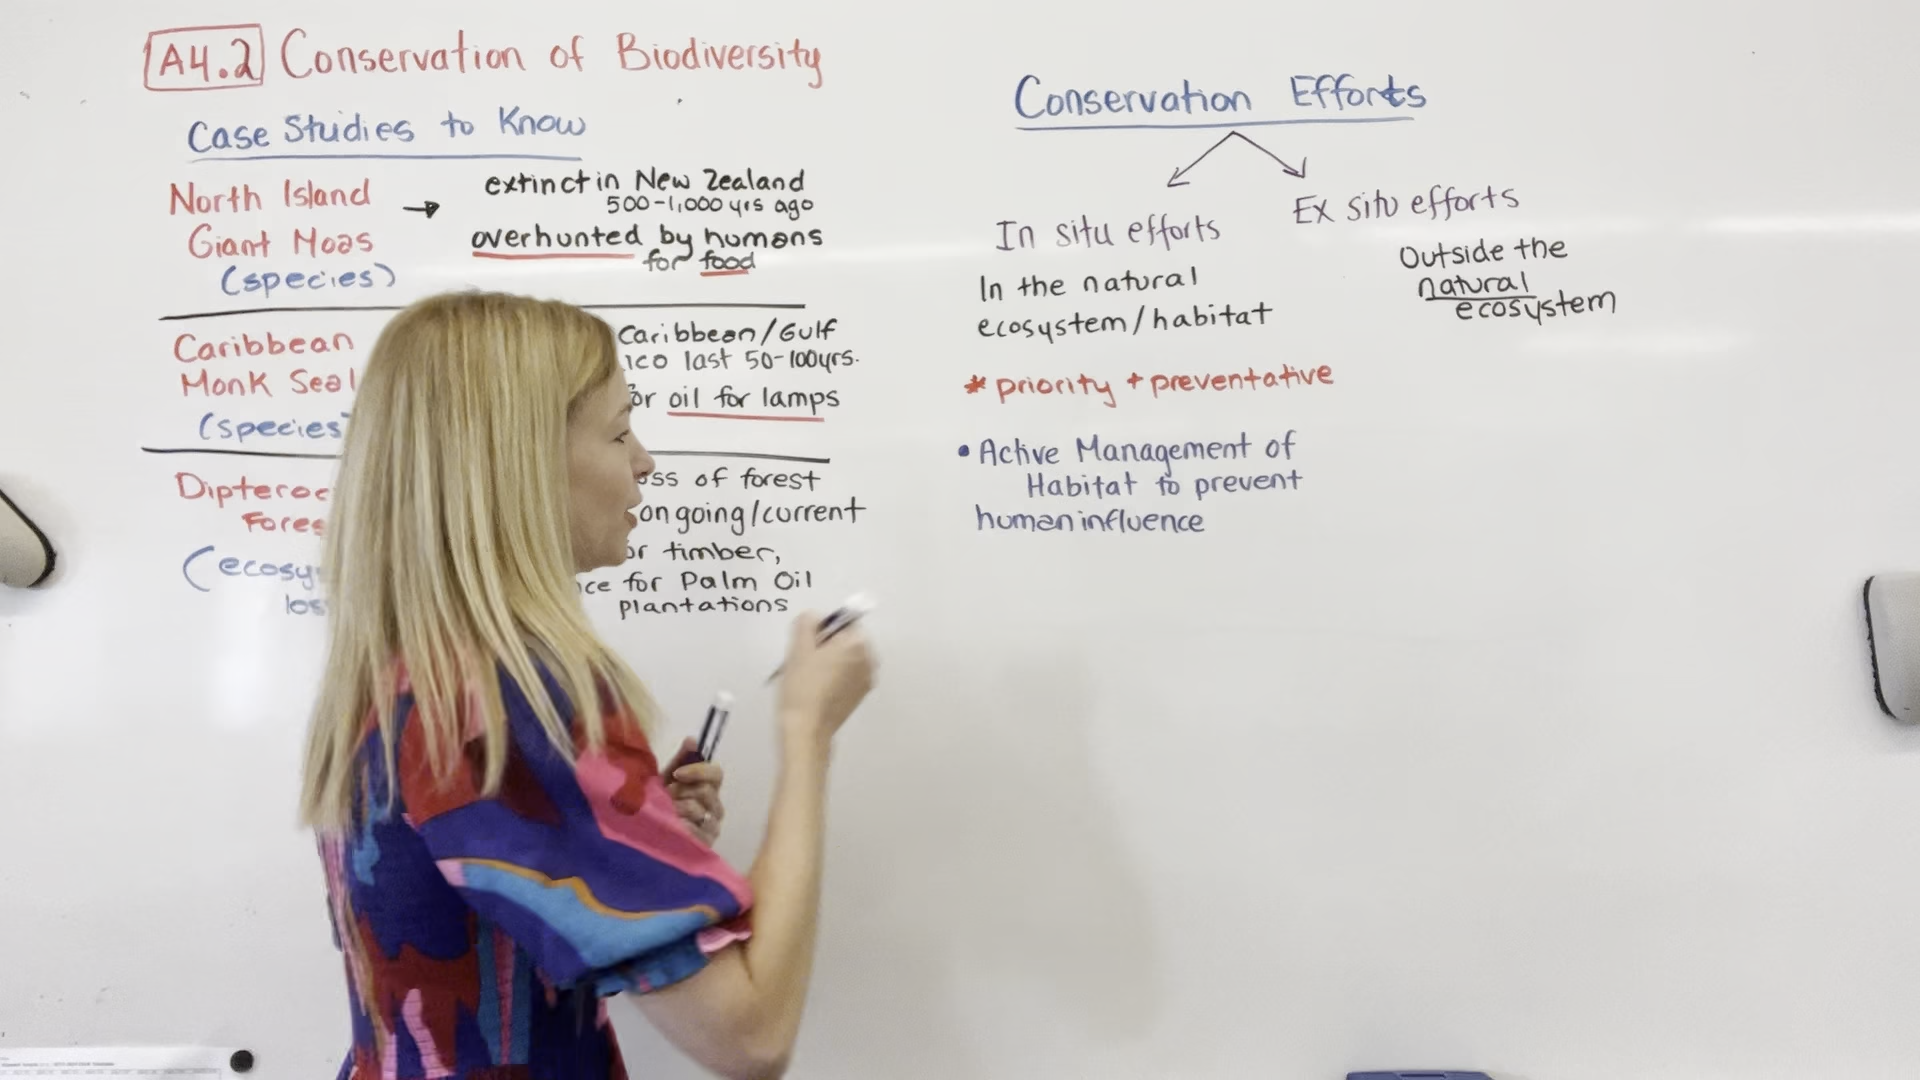 A4.2 Conservation of Biodiversity
Case Studies to Know
North Island
Giant Moas
(species)
extinct in New Zealand
500-1,000 yrs ago
overhunted by humans
for food
Caribbean
Monk Seal
(species
Caribbean/Gulf
last 50-100yrs.
oil for lamps
of forest
ongoing/current
timber,
for Palm Oil
plantations
Conservation Efforts
In situ efforts
In the natural
ecosystem/habitat
* priority + preventative
• Active Management of
Habitat to prevent
human influence
Ex situ efforts
Outside the
natural
ecosystem